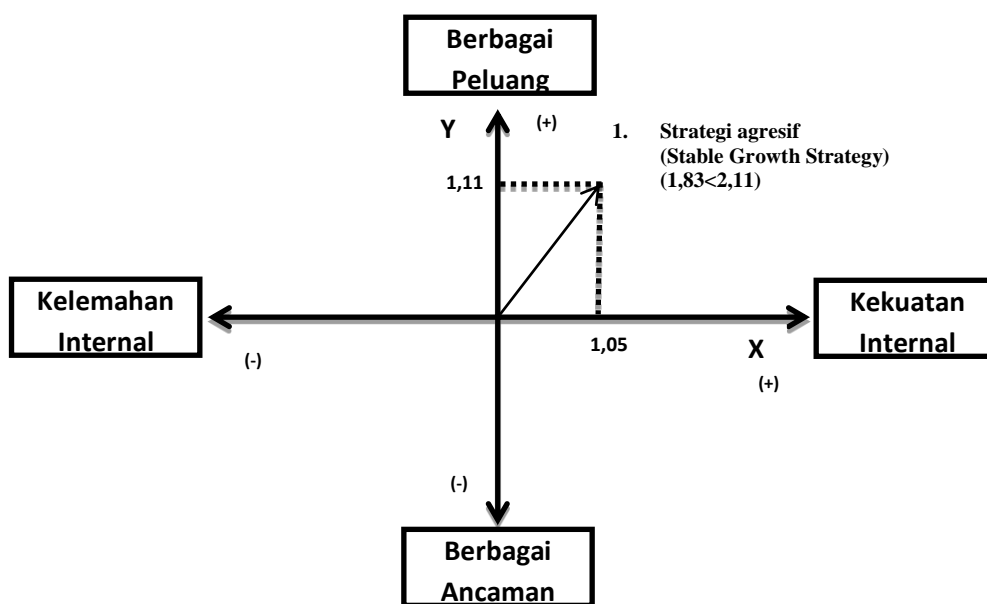 Berbagai
Peluang
Y
(+)
1. Strategi agresif
(Stable Growth Strategy)
(1,83<2,11)
1,11
Kelemahan
Internal
Kekuatan
Internal
(-)
1,05
X
(+)
(-)
Berbagai
Ancaman